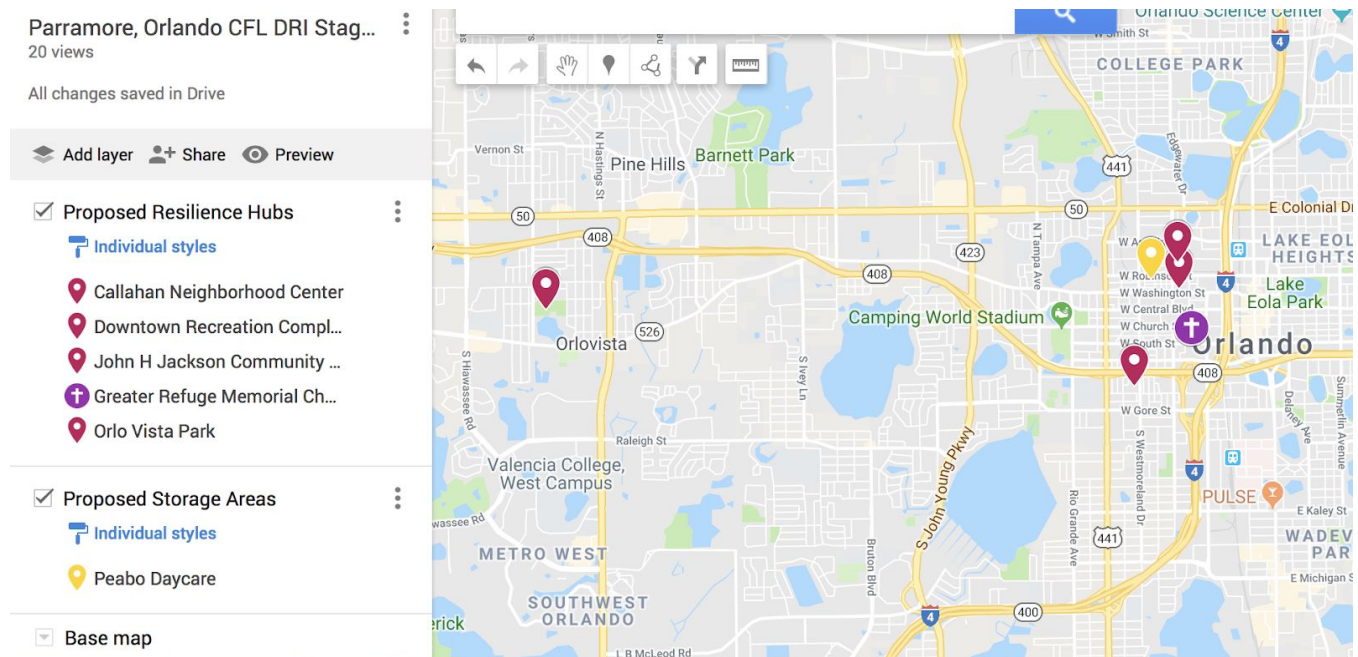 Parramore, Orlando CFL DRI Stag...
20 views
All changes saved in Drive
Add layer
Share
Preview
Proposed Resilience Hubs
Individual styles
Callahan Neighborhood Center
Downtown Recreation Compl...
John H Jackson Community ...
Greater Refuge Memorial Ch...
Orlo Vista Park
Proposed Storage Areas
Individual styles
Peabo Daycare
Base map
Orlando Science Center
W Smith St
4
COLLEGE PARK
Vernon St
N Hastings St
Pine Hills
Barnett Park
441
Edgewater Dr
50
50
E Colonial Dr
408
423
N Tampa Ave
LAKE EOL
HEIGHTS
408
4
Lake
Eola Park
W Washington St
W Central Blvd
W Church
W South St
Camping World Stadium
526
Orlovista
Orlando
408
S Hiawassee Rd
S Ivey Ln
W Gore St
Delaney Ave
Summerlin Avenue
Raleigh St
Valencia College,
West Campus
S John Young Pkwy
S Westmoreland Dr
4
PULSE
wassee Rd
Rio Grande Ave
E Kaley St
441
WADEV
PAR
METRO WEST
Bruton Blvd
E Michigan S
SOUTHWEST
ORLANDO
4
400
4
erick
L B McLeod Rd